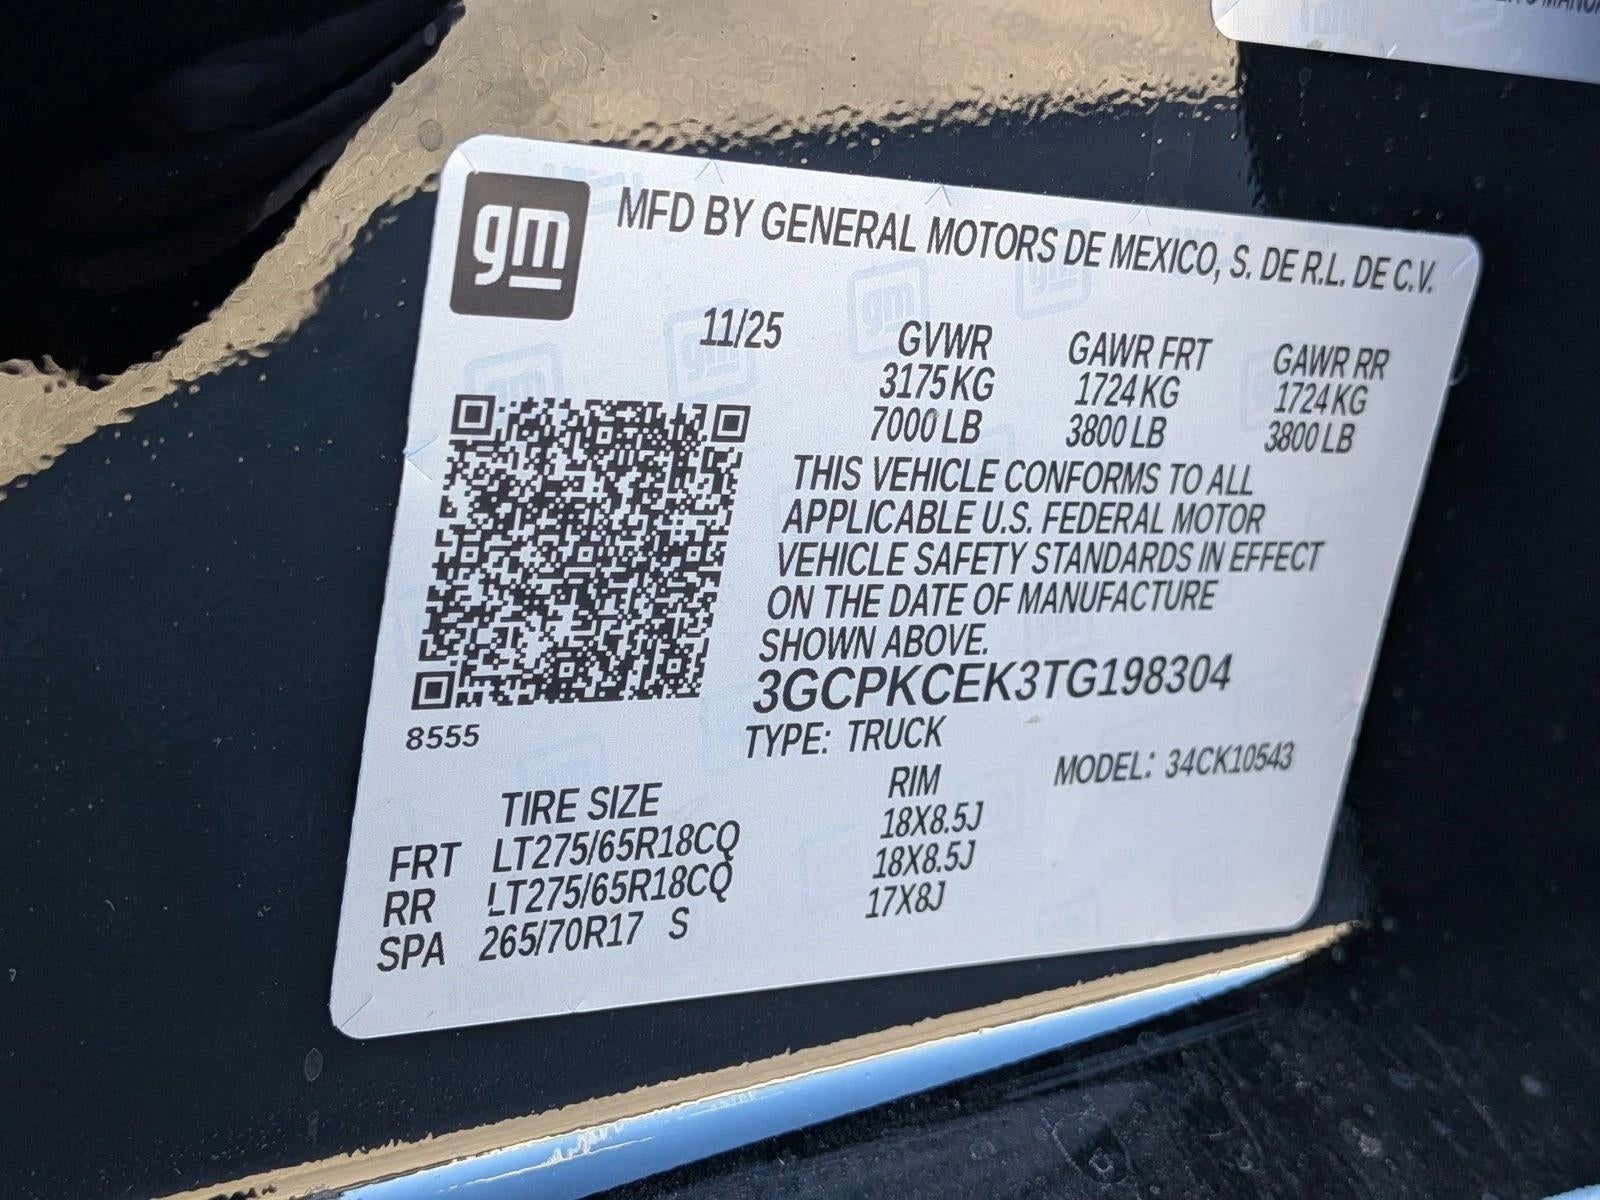 gm
MFD BY GENERAL MOTORS DE MEXICO, S. DE R.L. DE C.V.
11/25
GVWR GAWR FRT GAWR RR
3175 KG 1724 KG 1724 KG
7000 LB 3800 LB 3800 LB
THIS VEHICLE CONFORMS TO ALL
APPLICABLE U.S. FEDERAL MOTOR
VEHICLE SAFETY STANDARDS IN EFFECT
ON THE DATE OF MANUFACTURE
SHOWN ABOVE.
3GCPKCEK3TG198304
8555
TYPE: TRUCK
MODEL: 34CK10543
TIRE SIZE RIM
FRT LT275/65R18CQ 18X8.5J
RR LT275/65R18CQ 18X8.5J
SPA 265/70R17 S 17X8J